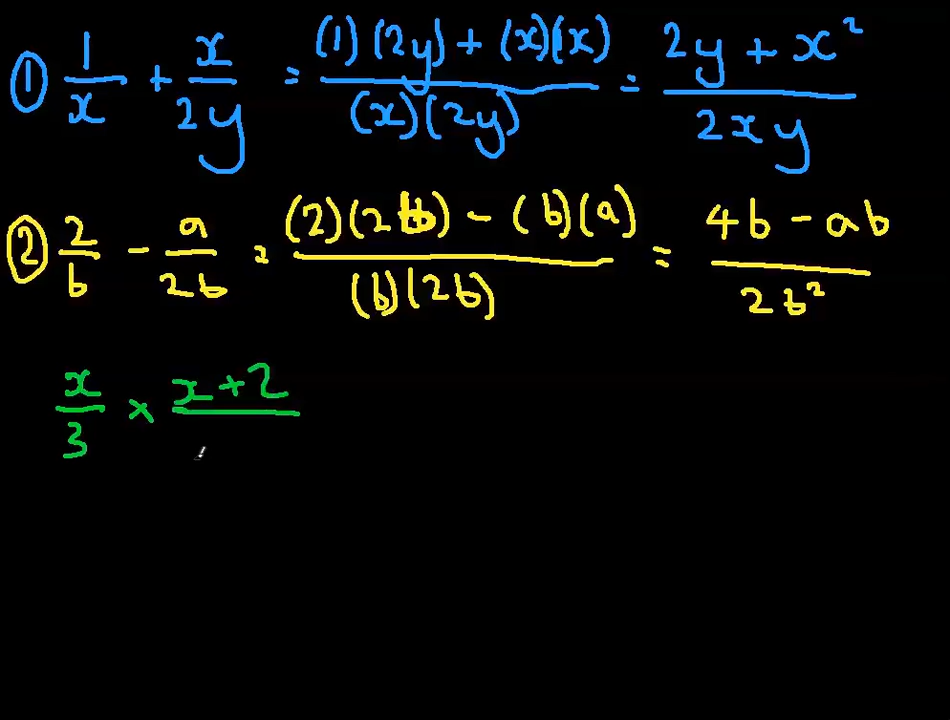 ① 1/x + x/2y = (1)(2y) + (x)(x)/(x)(2y) = 2y + x²/2xy
② 2/b - a/2b = (2)(2b) - (b)(a)/(b)(2b) = 4b - ab/2b²
x/3 × x+2/